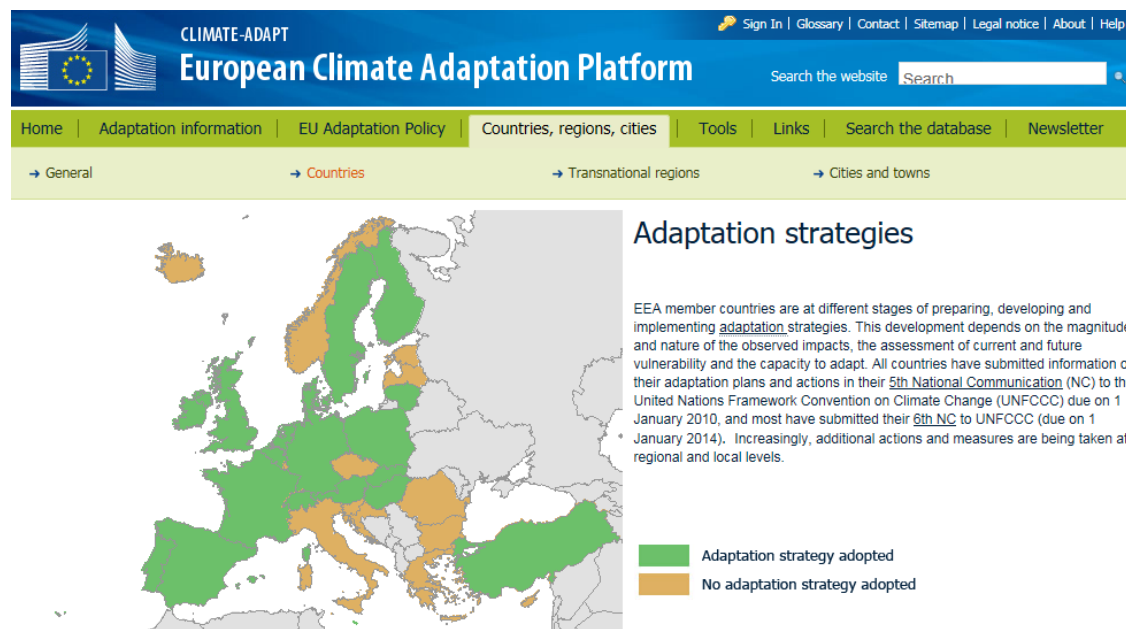 Sign In | Glossary | Contact | Sitemap | Legal notice | About | Help
CLIMATE-ADAPT
European Climate Adaptation Platform
Search the website Search
Home | Adaptation information | EU Adaptation Policy | Countries, regions, cities | Tools | Links | Search the database | Newsletter
→ General → Countries → Transnational regions → Cities and towns
Adaptation strategies
EEA member countries are at different stages of preparing, developing and
implementing adaptation strategies. This development depends on the magnitude
and nature of the observed impacts, the assessment of current and future
vulnerability and the capacity to adapt. All countries have submitted information o
their adaptation plans and actions in their 5th National Communication (NC) to th
United Nations Framework Convention on Climate Change (UNFCCC) due on 1
January 2010, and most have submitted their 6th NC to UNFCCC (due on 1
January 2014). Increasingly, additional actions and measures are being taken at
regional and local levels.
Adaptation strategy adopted
No adaptation strategy adopted